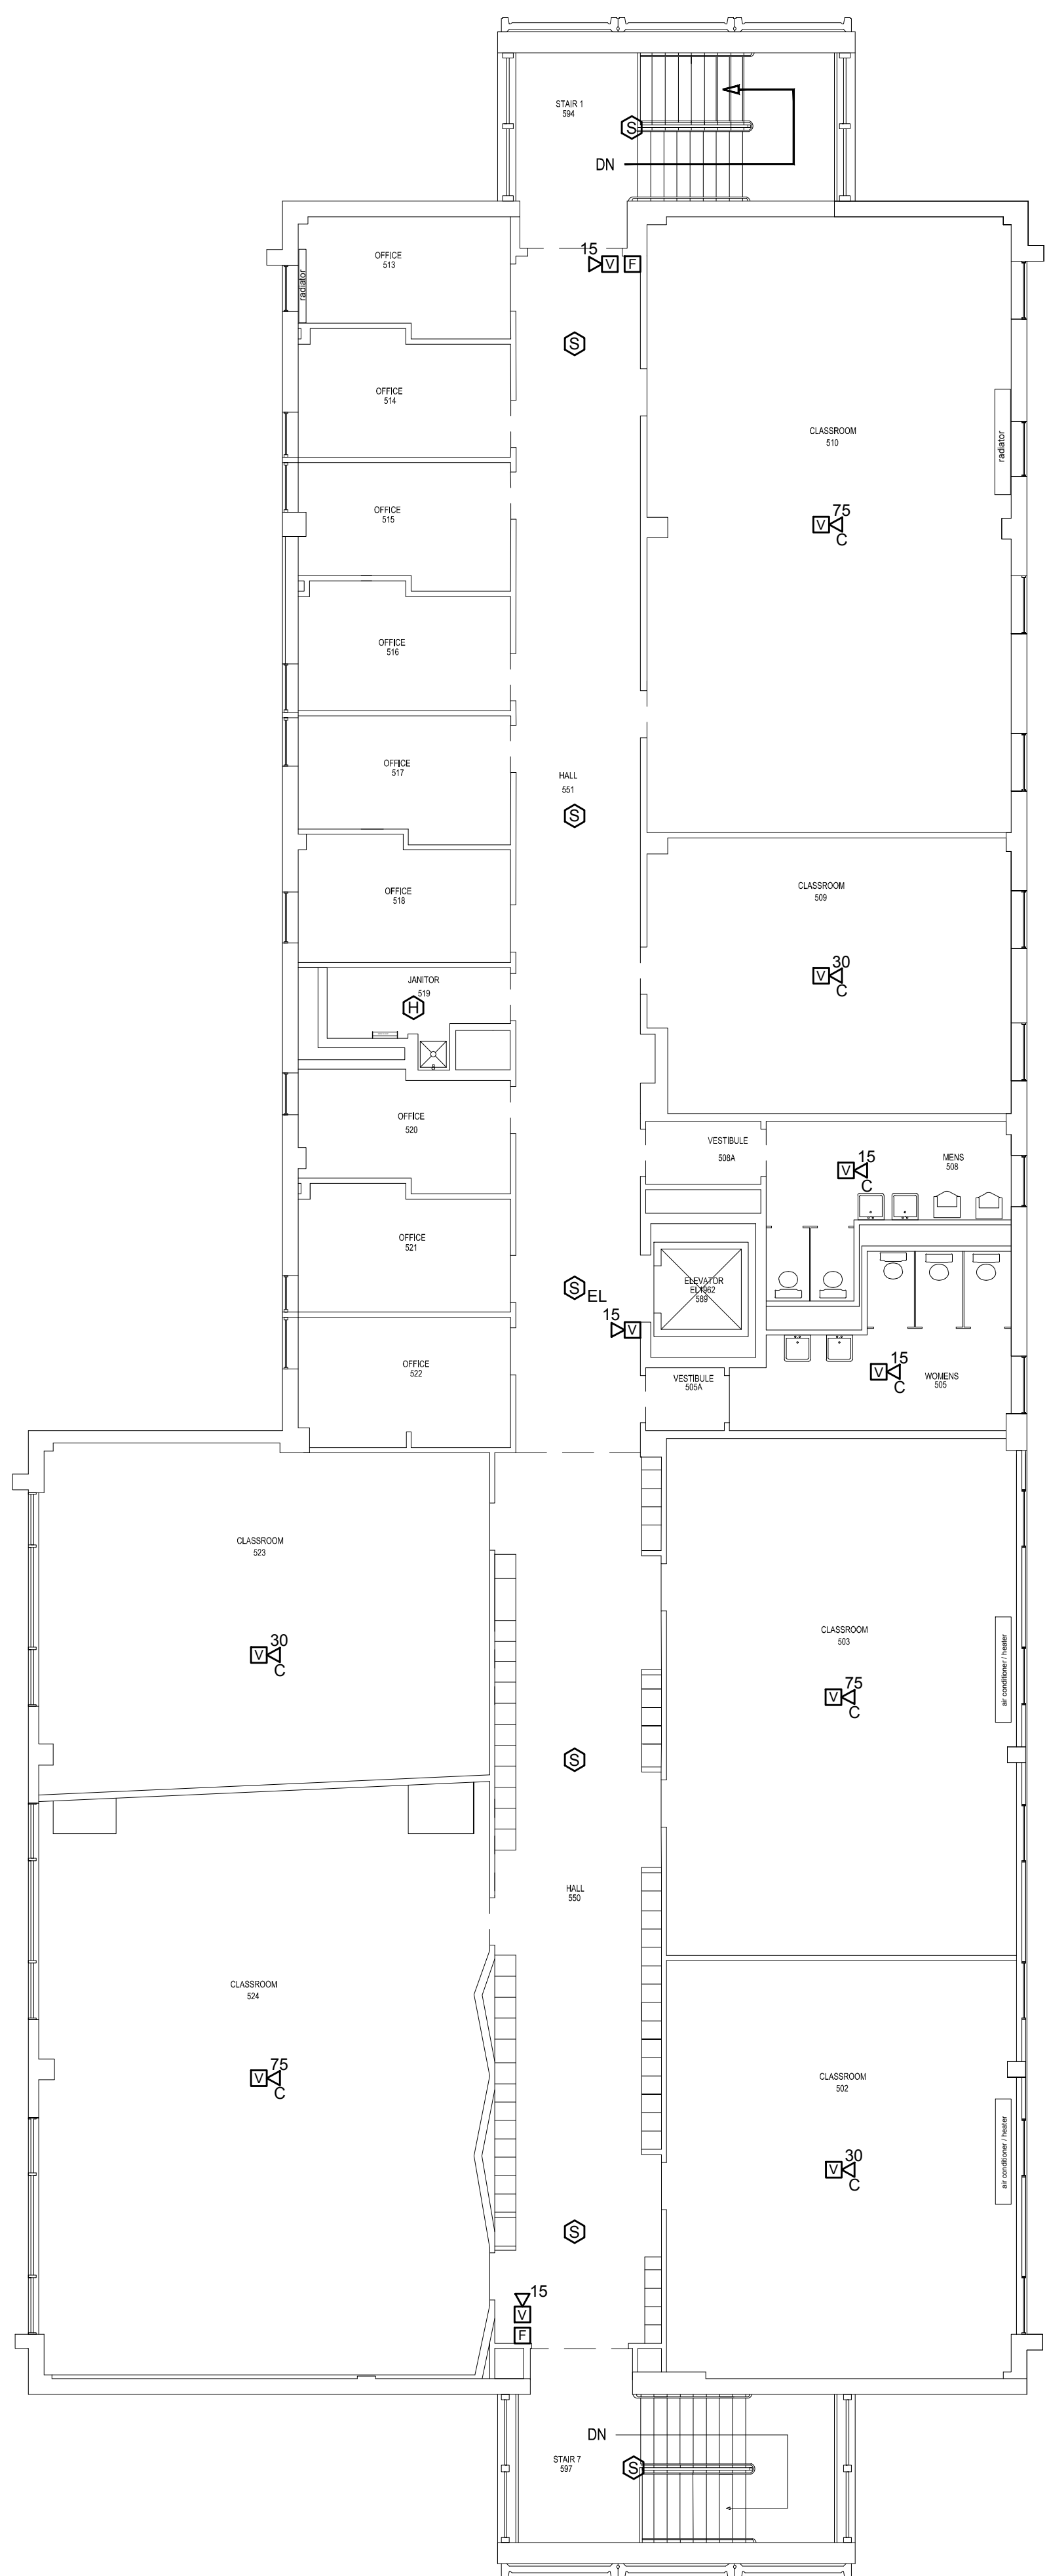 STAIR 1
594
S
DN
15
V F
OFFICE
513
radiator
S
OFFICE
514
CLASSROOM
510
radiator
OFFICE
515
75
V
C
OFFICE
516
OFFICE
517
HALL
551
S
OFFICE
518
CLASSROOM
509
30
V
C
JANITOR
519
H
OFFICE
520
VESTIBULE
508A
15
V
C
MENS
508
OFFICE
521
S EL
ELEVATOR
EL1962
589
15
V
OFFICE
522
VESTIBULE
505A
15
V
C
WOMENS
505
CLASSROOM
523
30
V
C
CLASSROOM
503
air conditioner / heater
75
V
C
S
HALL
550
CLASSROOM
524
75
V
C
CLASSROOM
502
air conditioner / heater
30
V
C
S
15
V
F
DN
STAIR 7
597
S